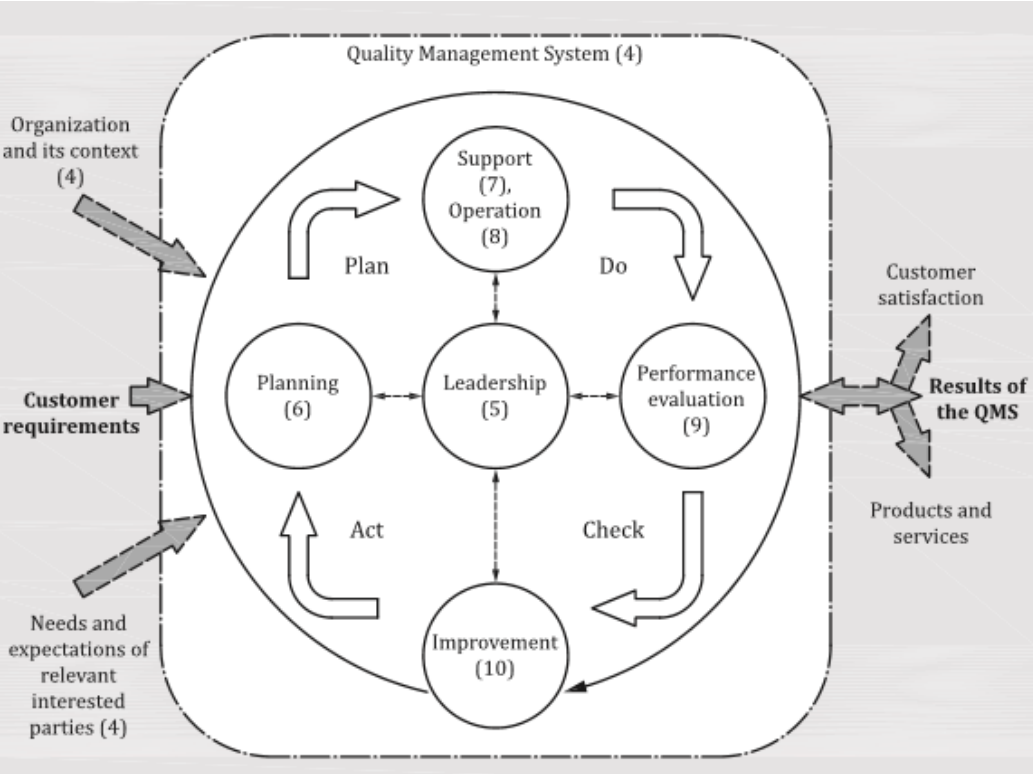 Quality Management System (4)
Organization
and its context
(4)
Support
(7),
Operation
(8)
Plan
Do
Customer
satisfaction
Planning
(6)
Leadership
(5)
Performance
evaluation
(9)
Customer
requirements
Results of
the QMS
Act
Check
Products and
services
Needs and
expectations of
relevant
interested
parties (4)
Improvement
(10)